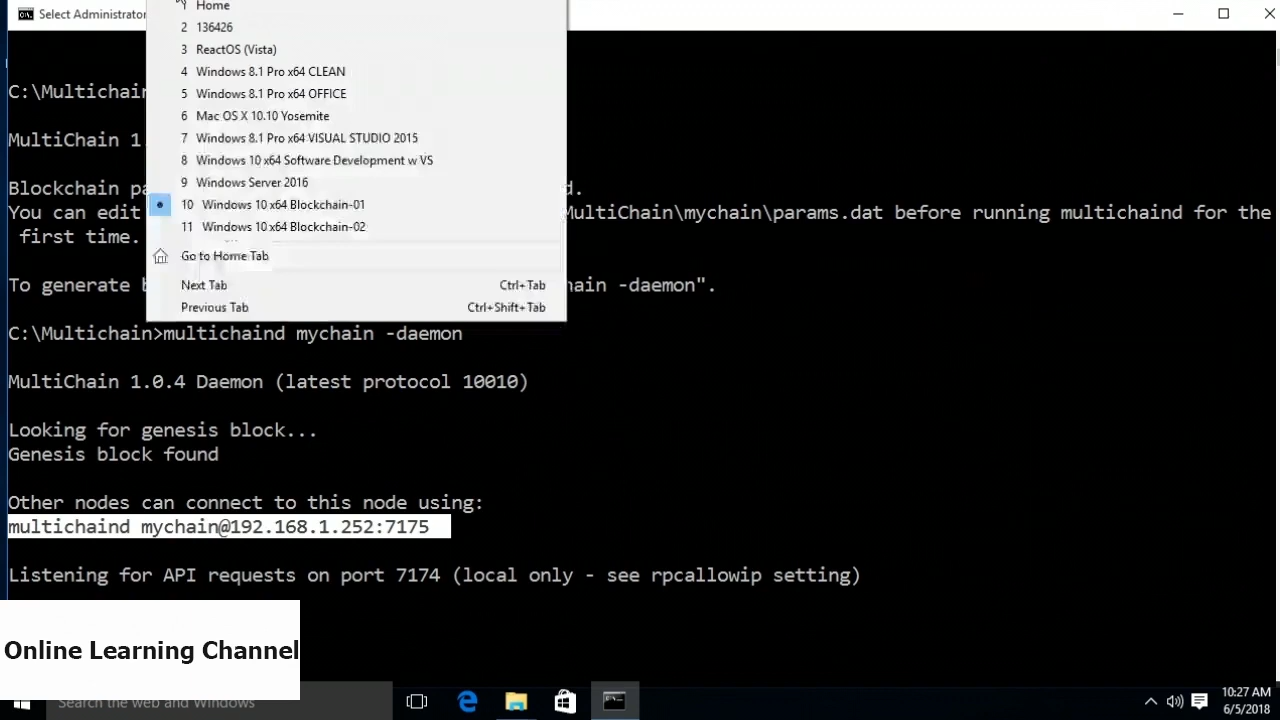 Select Administrator
Home
2 136426
3 ReactOS (Vista)
4 Windows 8.1 Pro x64 CLEAN
5 Windows 8.1 Pro x64 OFFICE
6 Mac OS X 10.10 Yosemite
7 Windows 8.1 Pro x64 VISUAL STUDIO 2015
8 Windows 10 x64 Software Development w VS
9 Windows Server 2016
10 Windows 10 x64 Blockchain-01
11 Windows 10 x64 Blockchain-02
Go to Home Tab
Next Tab Ctrl+Tab
Previous Tab Ctrl+Shift+Tab
C:\Multichain
MultiChain 1.
Blockchain pa d.
You can edit MultiChain\mychain\params.dat before running multichaind for the
first time.
To generate b hain -daemon".
C:\Multichain>multichaind mychain -daemon
MultiChain 1.0.4 Daemon (latest protocol 10010)
Looking for genesis block...
Genesis block found
Other nodes can connect to this node using:
multichaind mychain@192.168.1.252:7175
Listening for API requests on port 7174 (local only - see rpcallowip setting)
Online Learning Channel
Search the web and Windows
10:27 AM
6/5/2018